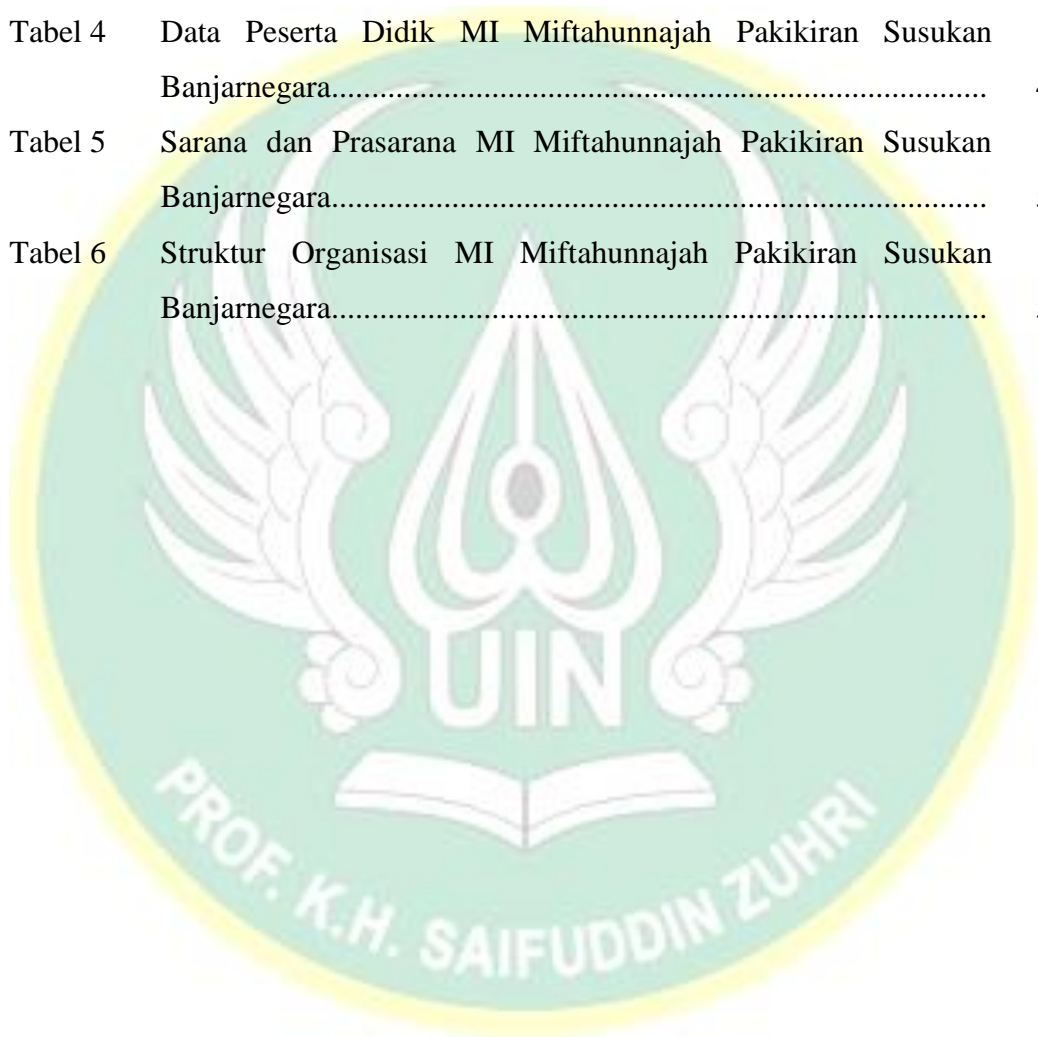 Tabel 4 Data Peserta Didik MI Miftahunnajah Pakikiran Susukan
Banjarnegara.....................................................................................
Tabel 5 Sarana dan Prasarana MI Miftahunnajah Pakikiran Susukan
Banjarnegara.....................................................................................
Tabel 6 Struktur Organisasi MI Miftahunnajah Pakikiran Susukan
Banjarnegara.....................................................................................
UIN
PROF. K.H. SAIFUDDIN ZUHRI